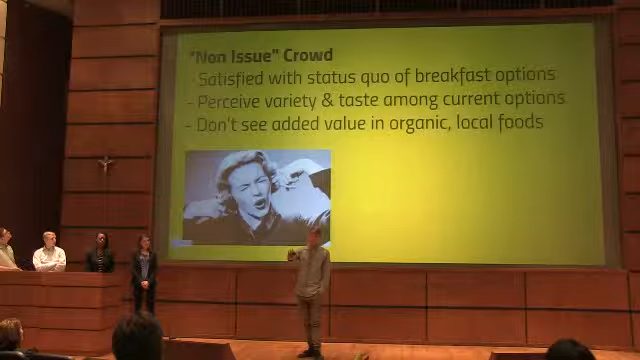 "Non Issue" Crowd
- Satisfied with status quo of breakfast options
- Perceive variety & taste among current options
- Don't see added value in organic, local foods